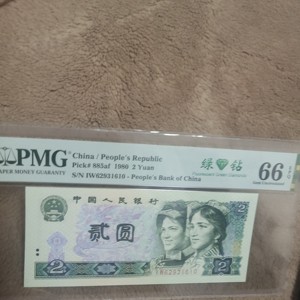 PMG
PAPER MONEY GUARANTY
China / People's Republic
Pick# 885af 1980 2 Yuan
S/N IW62931610 - People's Bank of China
绿钻
66
中国人民银行
贰圆
2
2
IW62931610